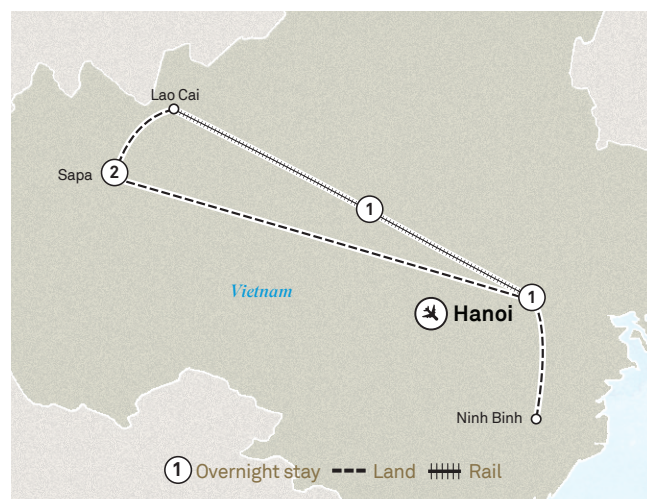 Lao Cai
Sapa
2
1
Vietnam
1
Hanoi
Ninh Binh
1 Overnight stay Land Rail